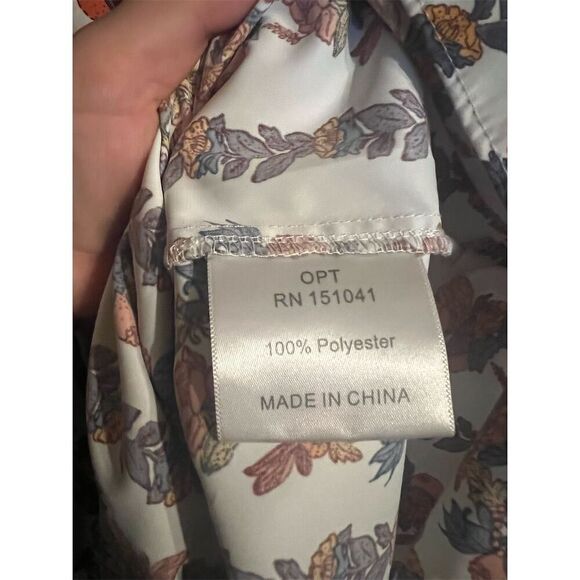 OPT
RN 151041
100% Polyester
MADE IN CHINA